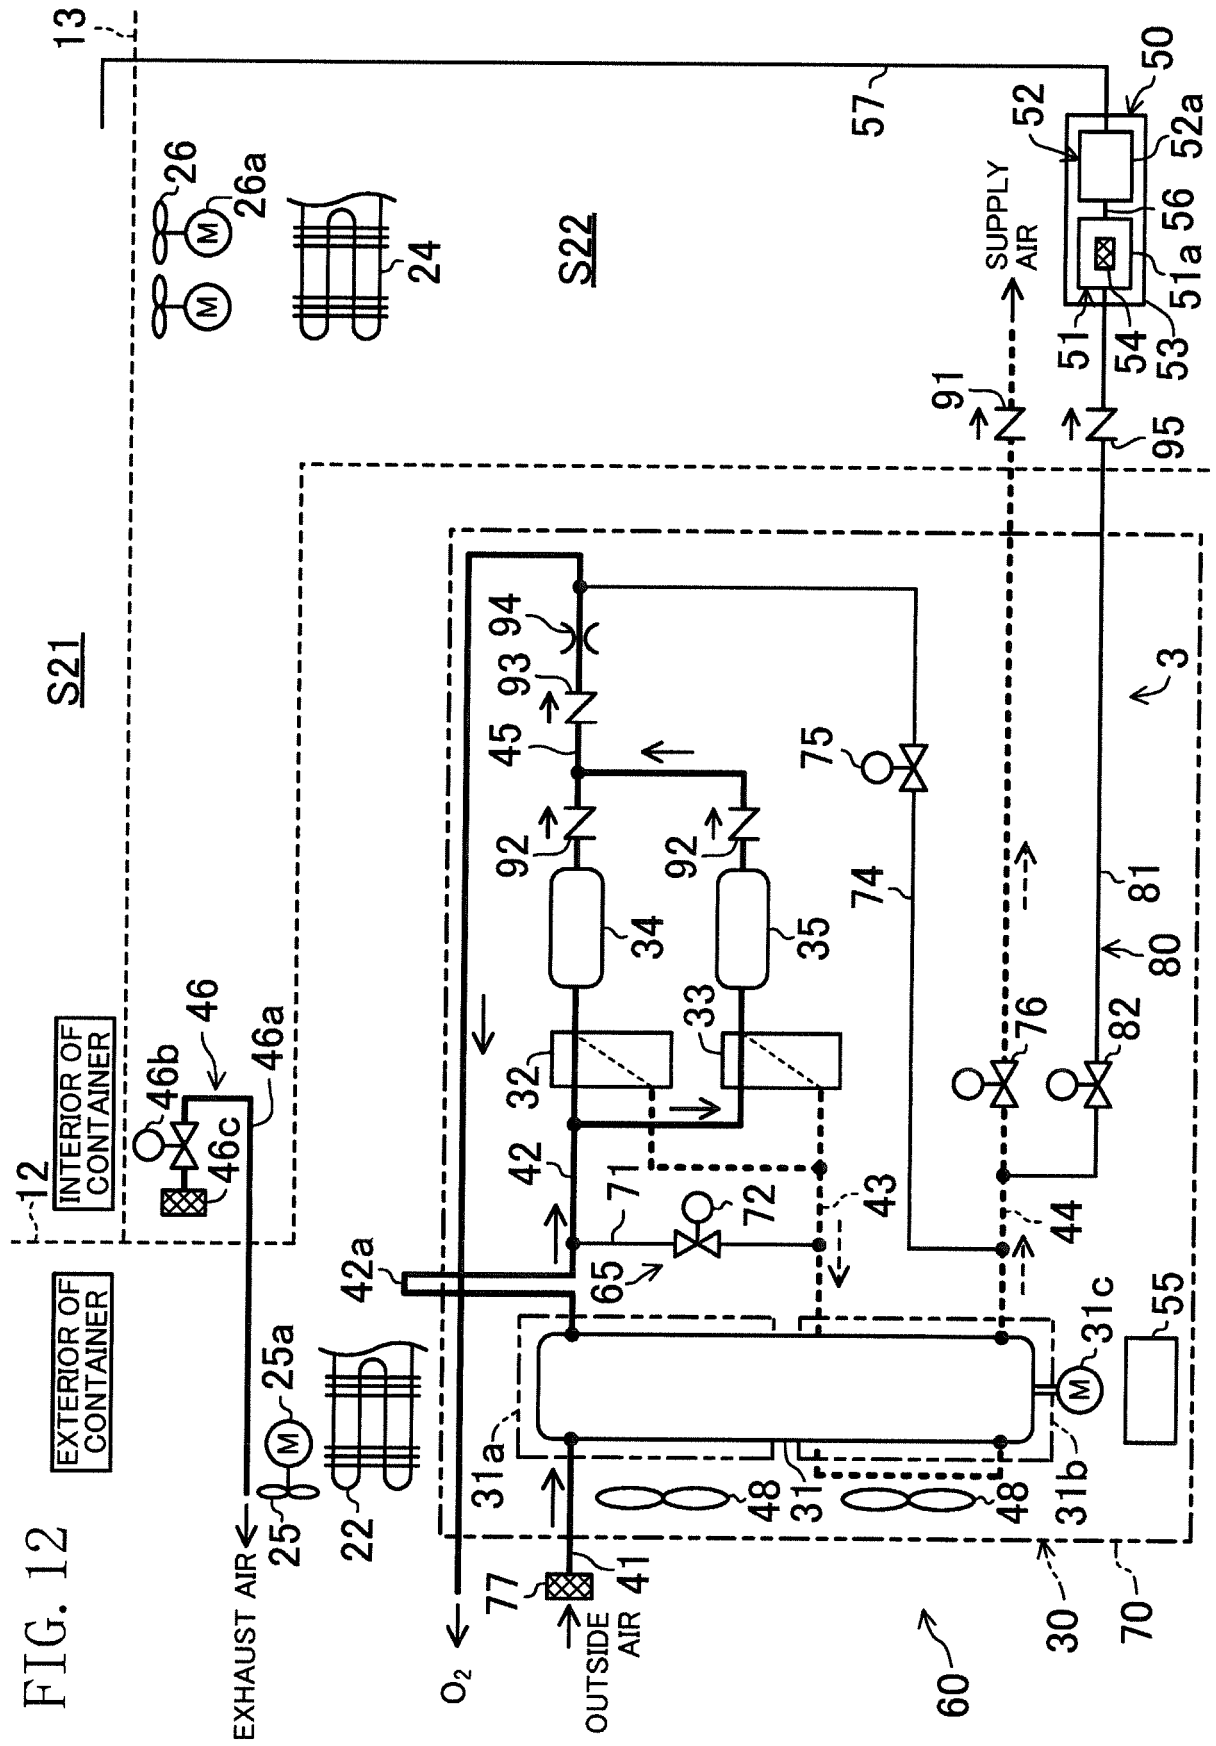 FIG. 12
EXTERIOR OF
CONTAINER
INTERIOR OF
CONTAINER
12
S21
13
EXHAUST AIR
25
25a
22
46b
46
46c
46a
26
26a
24
S22
O₂
OUTSIDE
AIR
77
41
31a
42a
42
32
34
92
45
93
94
33
35
92
48
31
48
31b
31c
65
71
72
43
74
75
44
76
82
80
81
3
55
30
70
60
91
95
SUPPLY
AIR
57
51
54
53
51a
56
52
52a
50